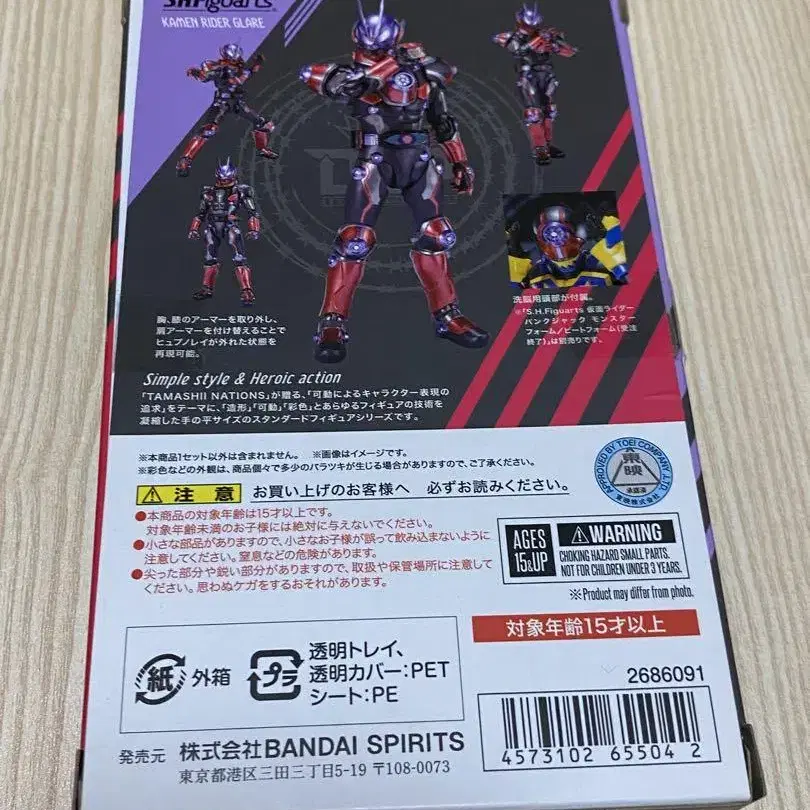 S.H.Figuarts
KAMEN RIDER GLARE
胸、膝のアーマーを取り外し、
肩アーマーを付け替えることで
ヒュプノレイが外れた状態を
再現可能。
洗脳用頭部が付属。
※「S.H.Figuarts 仮面ライダー
パンクジャック モンスター
フォーム/ビートフォーム(受注
終了)」は別売りです。
Simple style & Heroic action
「TAMASHII NATIONS」が贈る、「可動によるキャラクター表現の
追求」をテーマに、「造形」「可動」「彩色」とあらゆるフィギュアの技術を
凝縮した手の平サイズのスタンダードフィギュアシリーズです。
※本商品1セット以外は含まれません。 ※画像はイメージです。
※彩色などの外観は、商品個々で多少のバラツキが生じる場合がありますので、ご了承ください。
APPROVED BY TOEI COMPANY,LTD.
東映
東映株式会社
注意 お買い上げのお客様へ 必ずお読みください。
●本商品の対象年齢は15才以上です。
対象年齢未満のお子様には絶対に与えないでください。
●小さな部品がありますので、小さなお子様が誤って飲み込まないように
注意してください。窒息などの危険があります。
●尖った部分や鋭い部分がありますので、取扱や保管場所に注意して
ください。思わぬケガをするおそれがあります。
AGES
15&UP
WARNING
CHOKING HAZARD SMALL PARTS.
NOT FOR CHILDREN UNDER 3 YEARS.
※Product may differ from photo.
対象年齢15才以上
紙 外箱
プラ
透明トレイ、
透明カバー:PET
シート:PE
2686091
4573102 65504 2
発売元 株式会社BANDAI SPIRITS
東京都港区三田三丁目5-19 〒108-0073